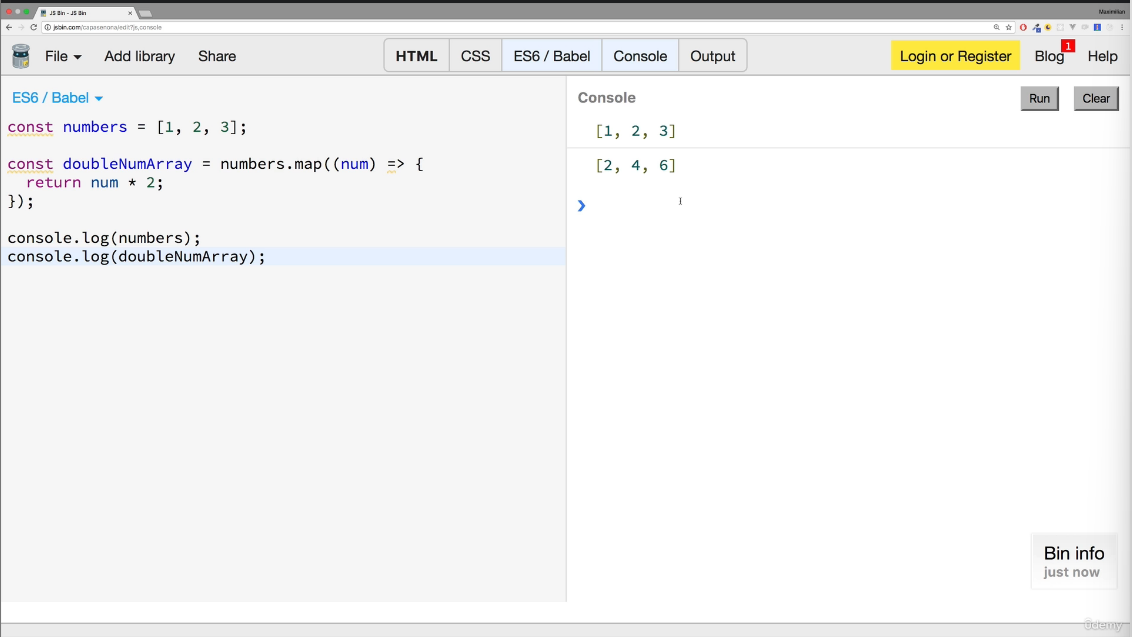 JS Bin - JS Bin
Maximilian
jsbin.com/capaserona/edit?js,console
File
Add library
Share
HTML
CSS
ES6 / Babel
Console
Output
Login or Register
Blog
1
Help
ES6 / Babel
const numbers = [1, 2, 3];
const doubleNumArray = numbers.map((num) => {
return num * 2;
});
console.log(numbers);
console.log(doubleNumArray);
Console
Run
Clear
[1, 2, 3]
[2, 4, 6]
Bin info
just now
ûdemy